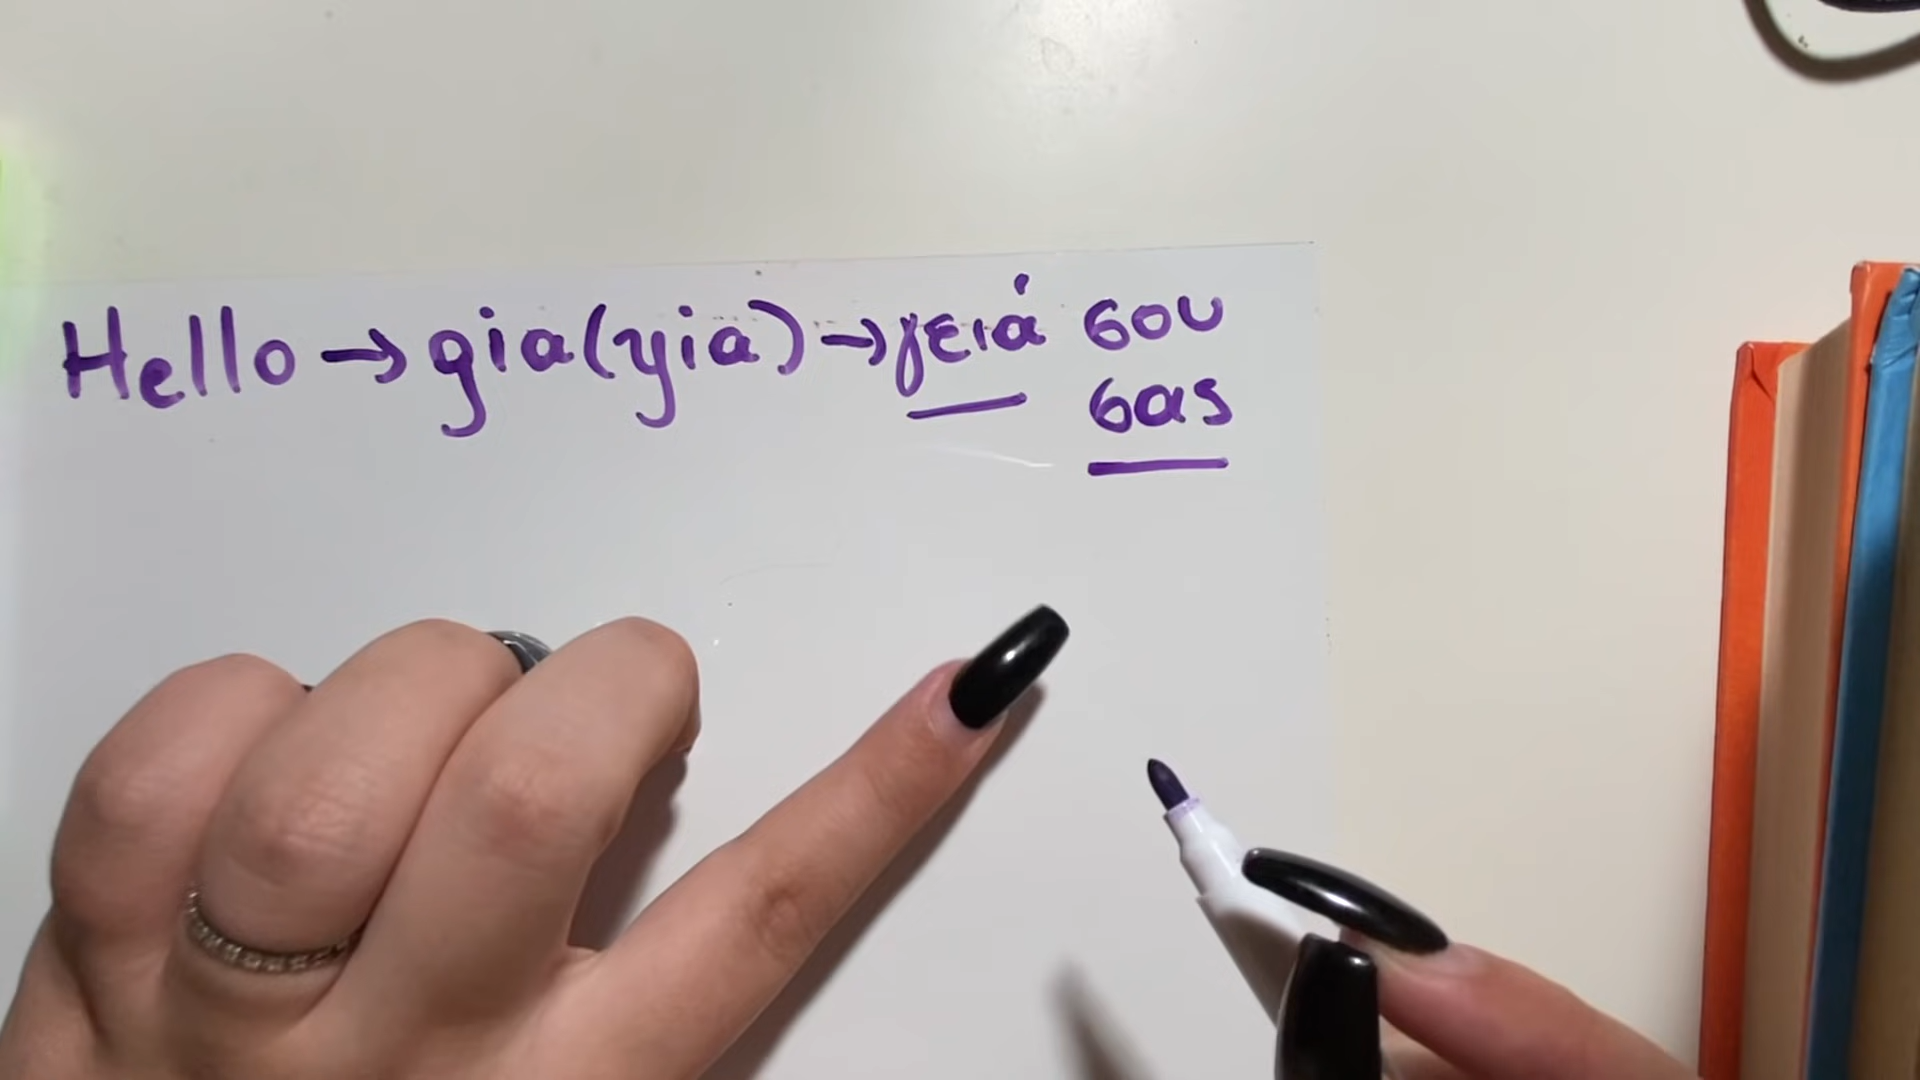 Hello → gia (yia) → γειά σου
σας